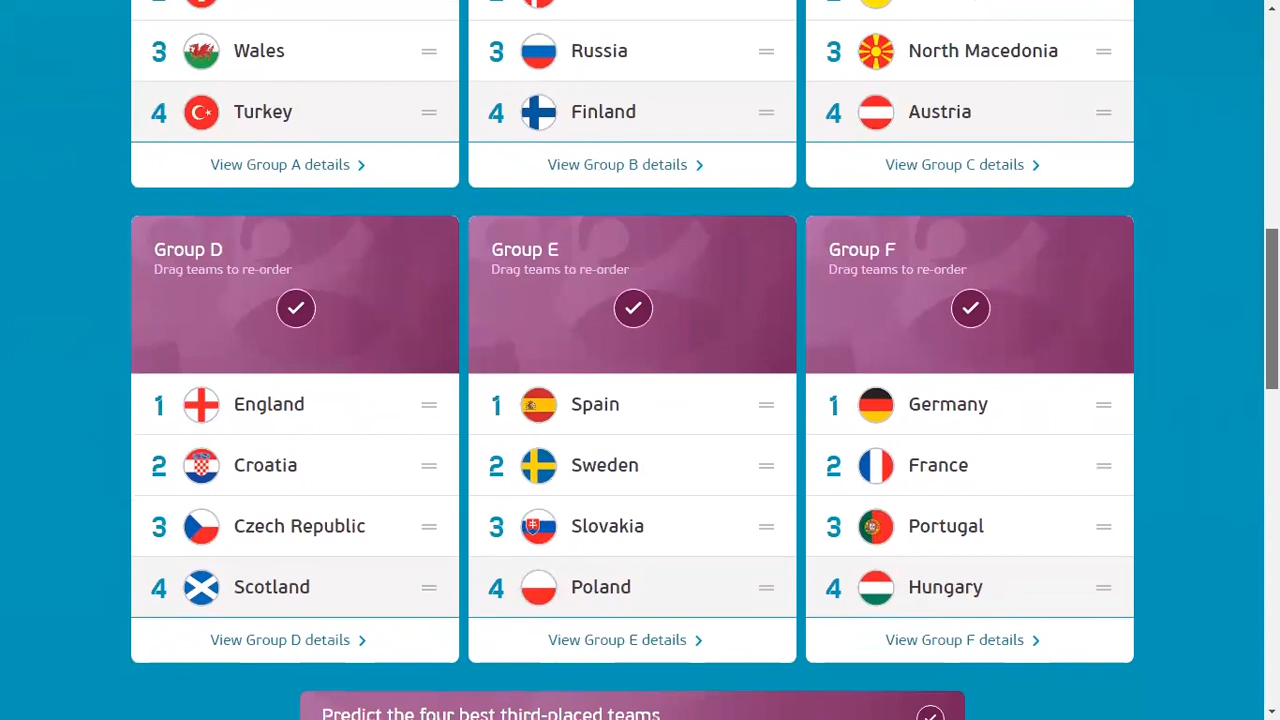 3 Wales
4 Turkey
View Group A details
3 Russia
4 Finland
View Group B details
3 North Macedonia
4 Austria
View Group C details
Group D
Drag teams to re-order
1 England
2 Croatia
3 Czech Republic
4 Scotland
View Group D details
Group E
Drag teams to re-order
1 Spain
2 Sweden
3 Slovakia
4 Poland
View Group E details
Group F
Drag teams to re-order
1 Germany
2 France
3 Portugal
4 Hungary
View Group F details
Predict the four best third-placed teams